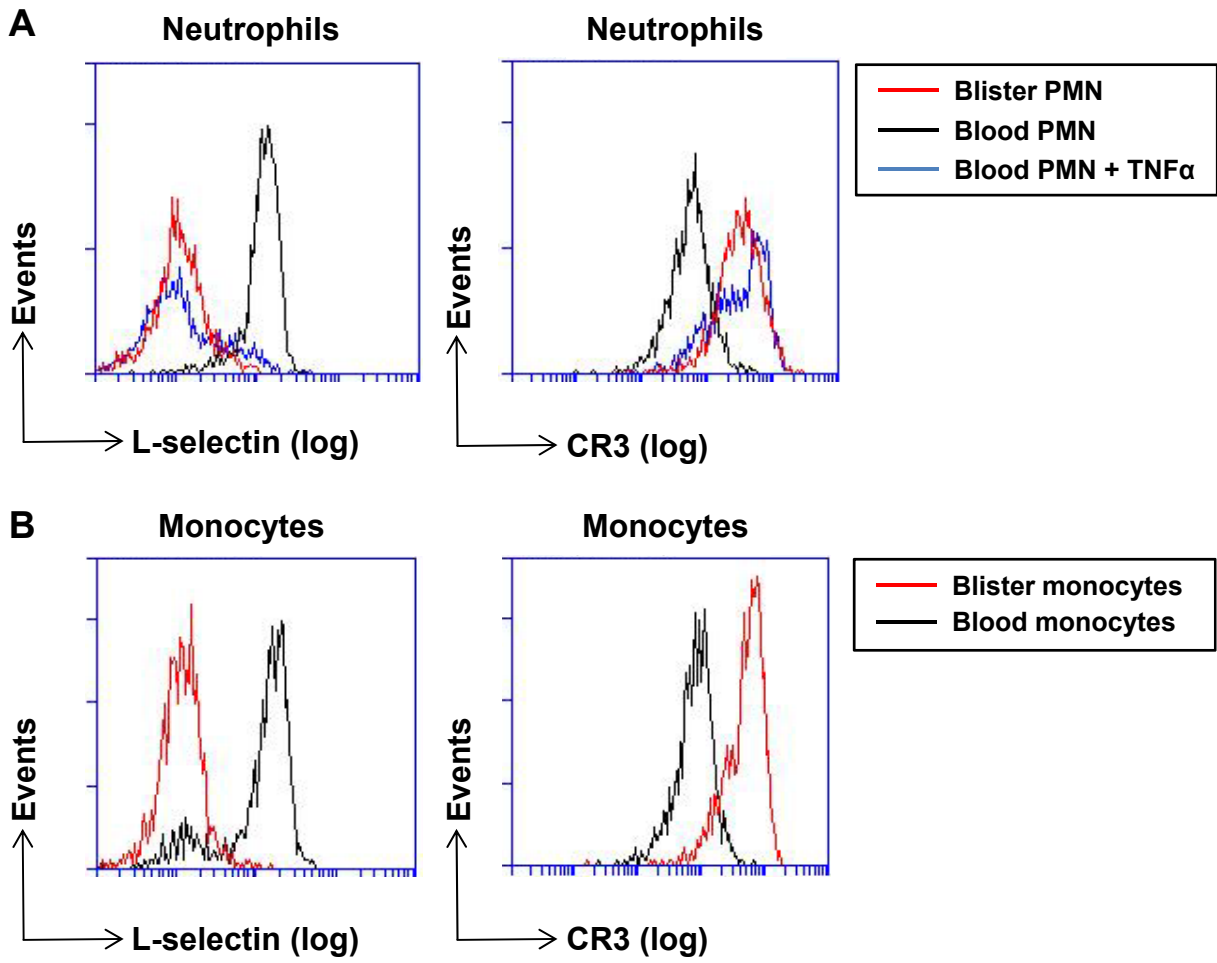 A
Neutrophils
Neutrophils
Blister PMN
Blood PMN
Blood PMN + TNFα
Events
L-selectin (log)
Events
CR3 (log)
B
Monocytes
Monocytes
Blister monocytes
Blood monocytes
Events
L-selectin (log)
Events
CR3 (log)